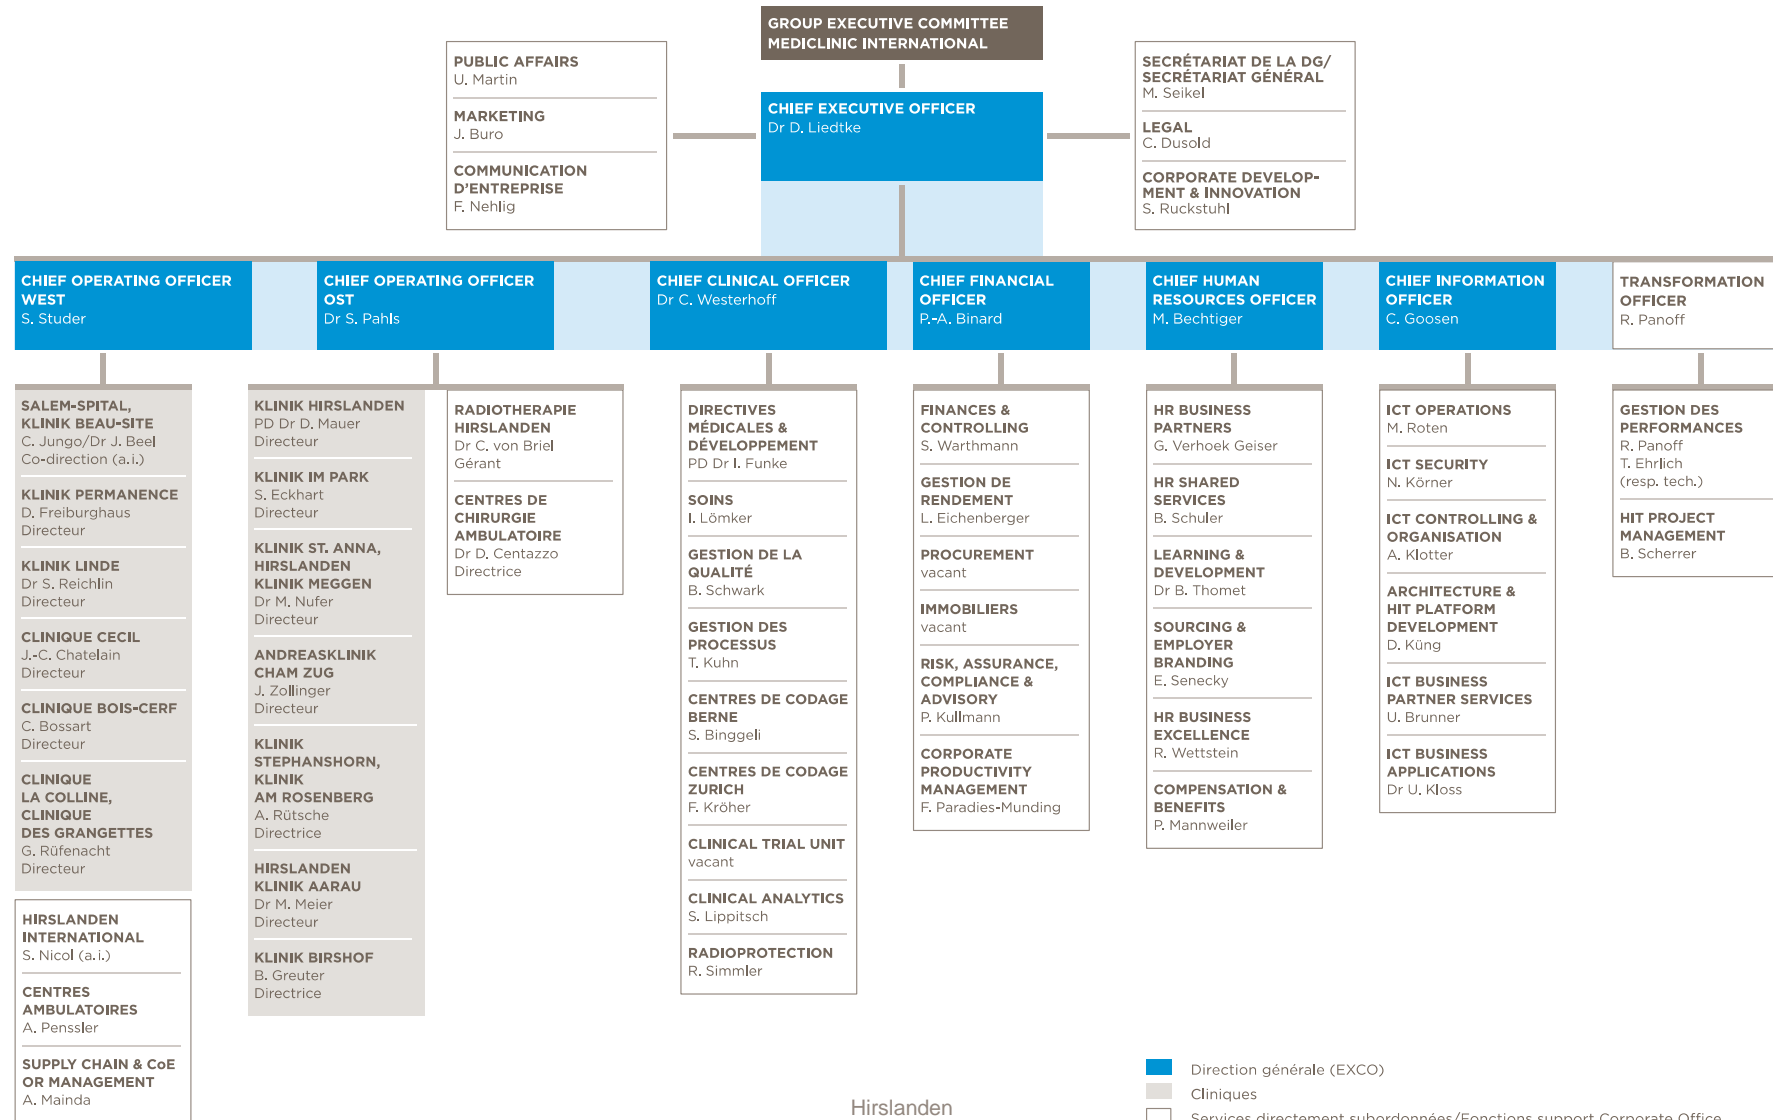 GROUP EXECUTIVE COMMITTEE
MEDICLINIC INTERNATIONAL
PUBLIC AFFAIRS
U. Martin
MARKETING
J. Buro
COMMUNICATION
D'ENTREPRISE
F. Nehlig
CHIEF EXECUTIVE OFFICER
Dr D. Liedtke
SECRÉTARIAT DE LA DG/
SECRÉTARIAT GÉNÉRAL
M. Seikel
LEGAL
C. Dusold
CORPORATE DEVELOP-
MENT & INNOVATION
S. Ruckstuhl
CHIEF OPERATING OFFICER
WEST
S. Studer
CHIEF OPERATING OFFICER
OST
Dr S. Pahls
CHIEF CLINICAL OFFICER
Dr C. Westerhoff
CHIEF FINANCIAL
OFFICER
P.-A. Binard
CHIEF HUMAN
RESOURCES OFFICER
M. Bechtiger
CHIEF INFORMATION
OFFICER
C. Goosen
TRANSFORMATION
OFFICER
R. Panoff
SALEM-SPITAL,
KLINIK BEAU-SITE
C. Jungo/Dr J. Beel
Co-direction (a.i.)
KLINIK PERMANENCE
D. Freiburghaus
Directeur
KLINIK LINDE
Dr S. Reichlin
Directeur
CLINIQUE CECIL
J.-C. Chatelain
Directeur
CLINIQUE BOIS-CERF
C. Bossart
Directeur
CLINIQUE
LA COLLINE,
CLINIQUE
DES GRANGETTES
G. Rüfenacht
Directeur
HIRSLANDEN
INTERNATIONAL
S. Nicol (a.i.)
CENTRES
AMBULATOIRES
A. Penssler
SUPPLY CHAIN & CoE
OR MANAGEMENT
A. Mainda
KLINIK HIRSLANDEN
PD Dr D. Mauer
Directeur
KLINIK IM PARK
S. Eckhart
Directeur
KLINIK ST. ANNA,
HIRSLANDEN
KLINIK MEGGEN
Dr M. Nufer
Directeur
ANDREASKLINIK
CHAM ZUG
J. Zollinger
Directeur
KLINIK
STEPHANSHORN,
KLINIK
AM ROSENBERG
A. Rütsche
Directrice
HIRSLANDEN
KLINIK AARAU
Dr M. Meier
Directeur
KLINIK BIRSHOF
B. Greuter
Directrice
RADIOTHERAPIE
HIRSLANDEN
Dr C. von Briel
Gérant
CENTRES DE
CHIRURGIE
AMBULATOIRE
Dr D. Centazzo
Directrice
DIRECTIVES
MÉDICALES &
DÉVELOPPEMENT
PD Dr I. Funke
SOINS
I. Lömker
GESTION DE LA
QUALITÉ
B. Schwark
GESTION DES
PROCESSUS
T. Kuhn
CENTRES DE CODAGE
BERNE
S. Binggeli
CENTRES DE CODAGE
ZURICH
F. Kröher
CLINICAL TRIAL UNIT
vacant
CLINICAL ANALYTICS
S. Lippitsch
RADIOPROTECTION
R. Simmler
FINANCES &
CONTROLLING
S. Warthmann
GESTION DE
RENDEMENT
L. Eichenberger
PROCUREMENT
vacant
IMMOBILIERS
vacant
RISK, ASSURANCE,
COMPLIANCE &
ADVISORY
P. Kullmann
CORPORATE
PRODUCTIVITY
MANAGEMENT
F. Paradies-Munding
HR BUSINESS
PARTNERS
G. Verhoek Geiser
HR SHARED
SERVICES
B. Schuler
LEARNING &
DEVELOPMENT
Dr B. Thomet
SOURCING &
EMPLOYER
BRANDING
E. Senecky
HR BUSINESS
EXCELLENCE
R. Wettstein
COMPENSATION &
BENEFITS
P. Mannweiler
ICT OPERATIONS
M. Roten
ICT SECURITY
N. Körner
ICT CONTROLLING &
ORGANISATION
A. Klotter
ARCHITECTURE &
HIT PLATFORM
DEVELOPMENT
D. Küng
ICT BUSINESS
PARTNER SERVICES
U. Brunner
ICT BUSINESS
APPLICATIONS
Dr U. Kloss
GESTION DES
PERFORMANCES
R. Panoff
T. Ehrlich
(resp. tech.)
HIT PROJECT
MANAGEMENT
B. Scherrer
Hirslanden
Direction générale (EXCO)
Cliniques
Services directement subordonnées/Fonctions support Corporate Office